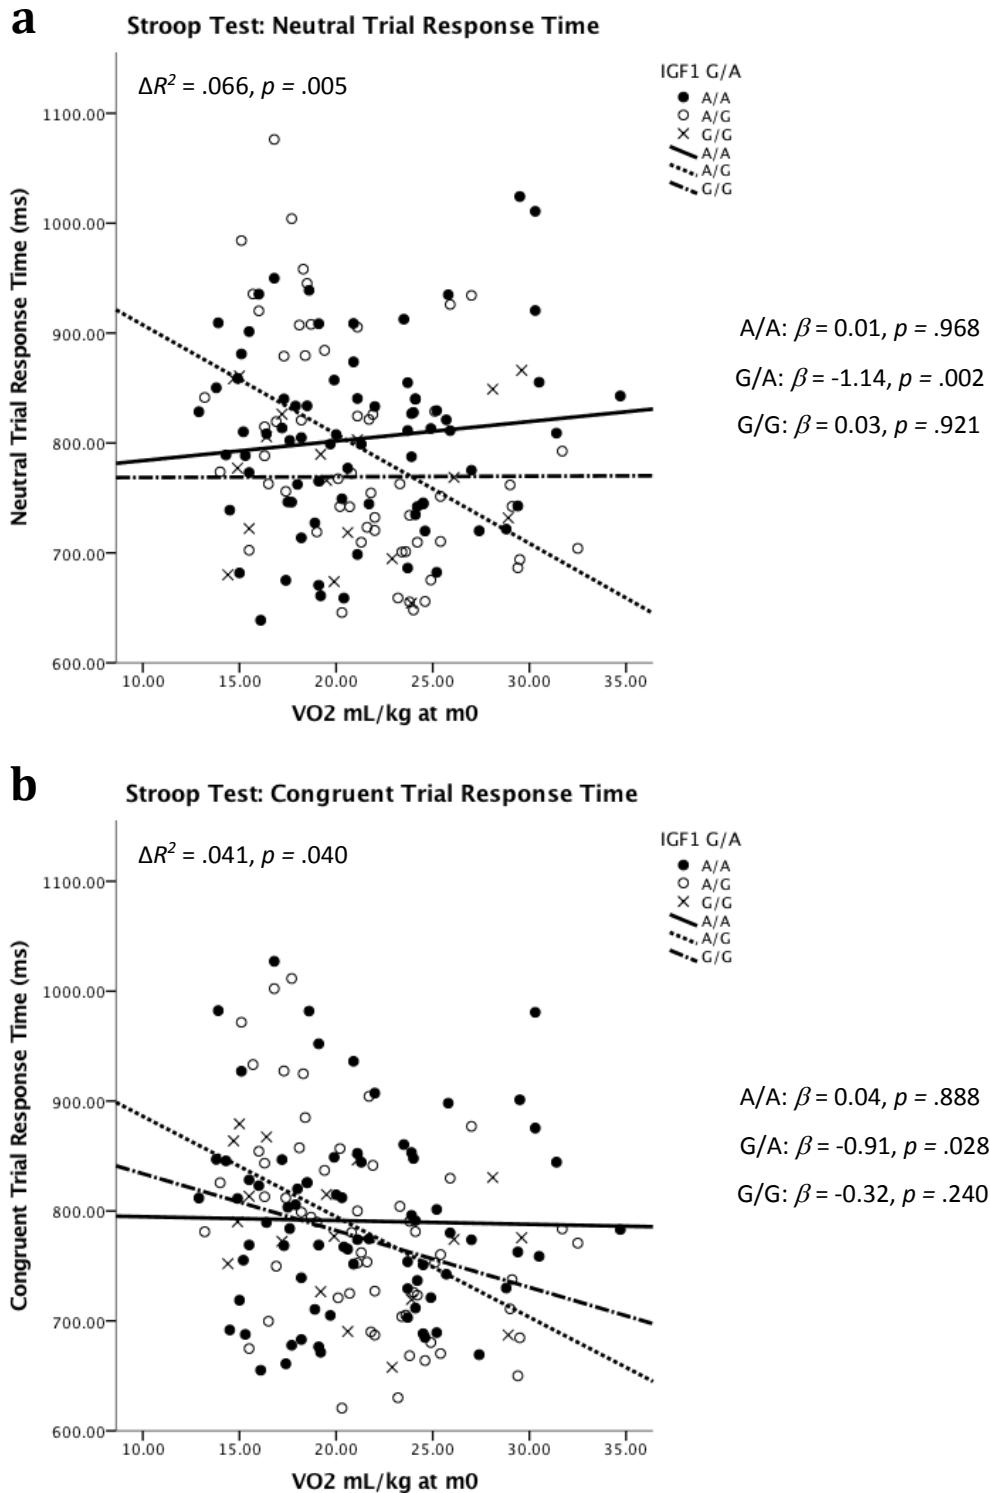 a
Stroop Test: Neutral Trial Response Time
ΔR² = .066, p = .005
IGF1 G/A
A/A
A/G
G/G
A/A
A/G
G/G
1100.00
1000.00
900.00
800.00
700.00
600.00
Neutral Trial Response Time (ms)
10.00 15.00 20.00 25.00 30.00 35.00
VO2 mL/kg at m0
A/A: β = 0.01, p = .968
G/A: β = -1.14, p = .002
G/G: β = 0.03, p = .921
b
Stroop Test: Congruent Trial Response Time
ΔR² = .041, p = .040
IGF1 G/A
A/A
A/G
G/G
A/A
A/G
G/G
1100.00
1000.00
900.00
800.00
700.00
600.00
Congruent Trial Response Time (ms)
10.00 15.00 20.00 25.00 30.00 35.00
VO2 mL/kg at m0
A/A: β = 0.04, p = .888
G/A: β = -0.91, p = .028
G/G: β = -0.32, p = .240